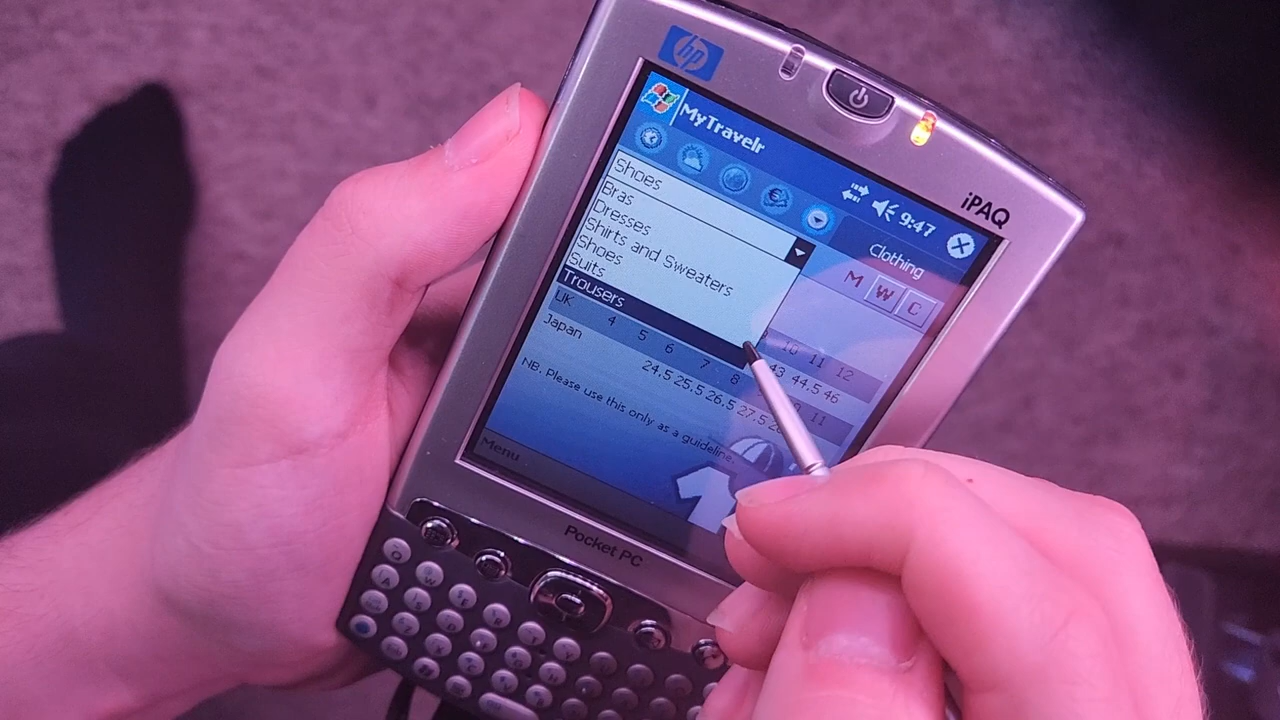 hp
iPAQ
MyTravelr
9:47
Clothing
M W C
Shoes
Bras
Dresses
Shirts and Sweaters
Shoes
Suits
Trousers
10 11 12
43 44.5 46
UK 4 5 6 7 8 11
Japan 24.5 25.5 26.5 27.5
NB. Please use this only as a guideline.
Menu
Pocket PC